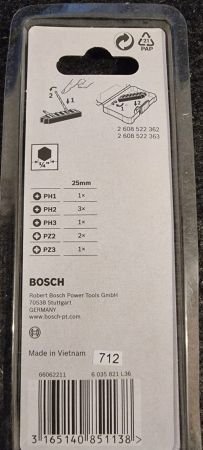 21
PAP
2
1
2 608 522 362
2 608 522 363
1/4"
25mm
PH1 1×
PH2 3×
PH3 1×
PZ2 2×
PZ3 1×
BOSCH
Robert Bosch Power Tools GmbH
70538 Stuttgart
GERMANY
www.bosch-pt.com
Made in Vietnam 712
66062211 6 035 821 L36
3 165140 851138 >